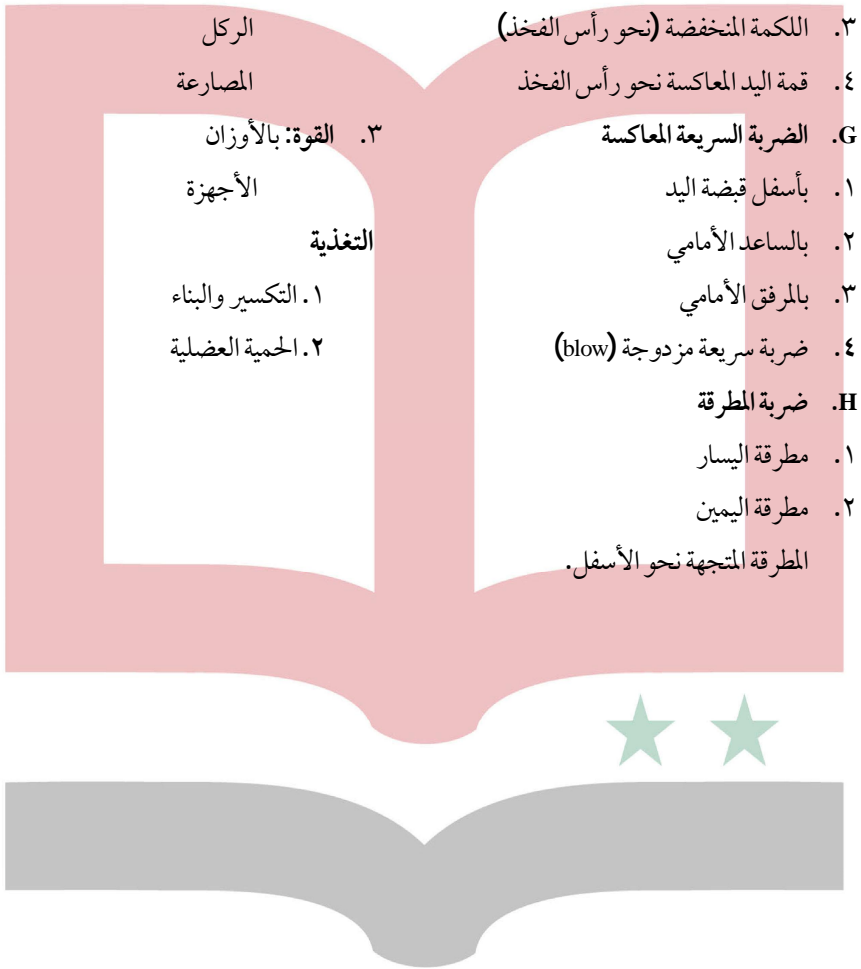 ٣. اللكمة المنخفضة (نحو رأس الفخذ)
٤. قمة اليد المعاكسة نحو رأس الفخذ
G. الضربة السريعة المعاكسة
١. بأسفل قبضة اليد
٢. بالساعد الأمامي
٣. بالمرفق الأمامي
٤. ضربة سريعة مزدوجة (blow)
H. ضربة المطرقة
١. مطرقة اليسار
٢. مطرقة اليمين
المطرقة المتجهة نحو الأسفل.
الركل
المصارعة
٣. القوة: بالأوزان
الأجهزة
التغذية
١. التكسير والبناء
٢. الحمية العضلية